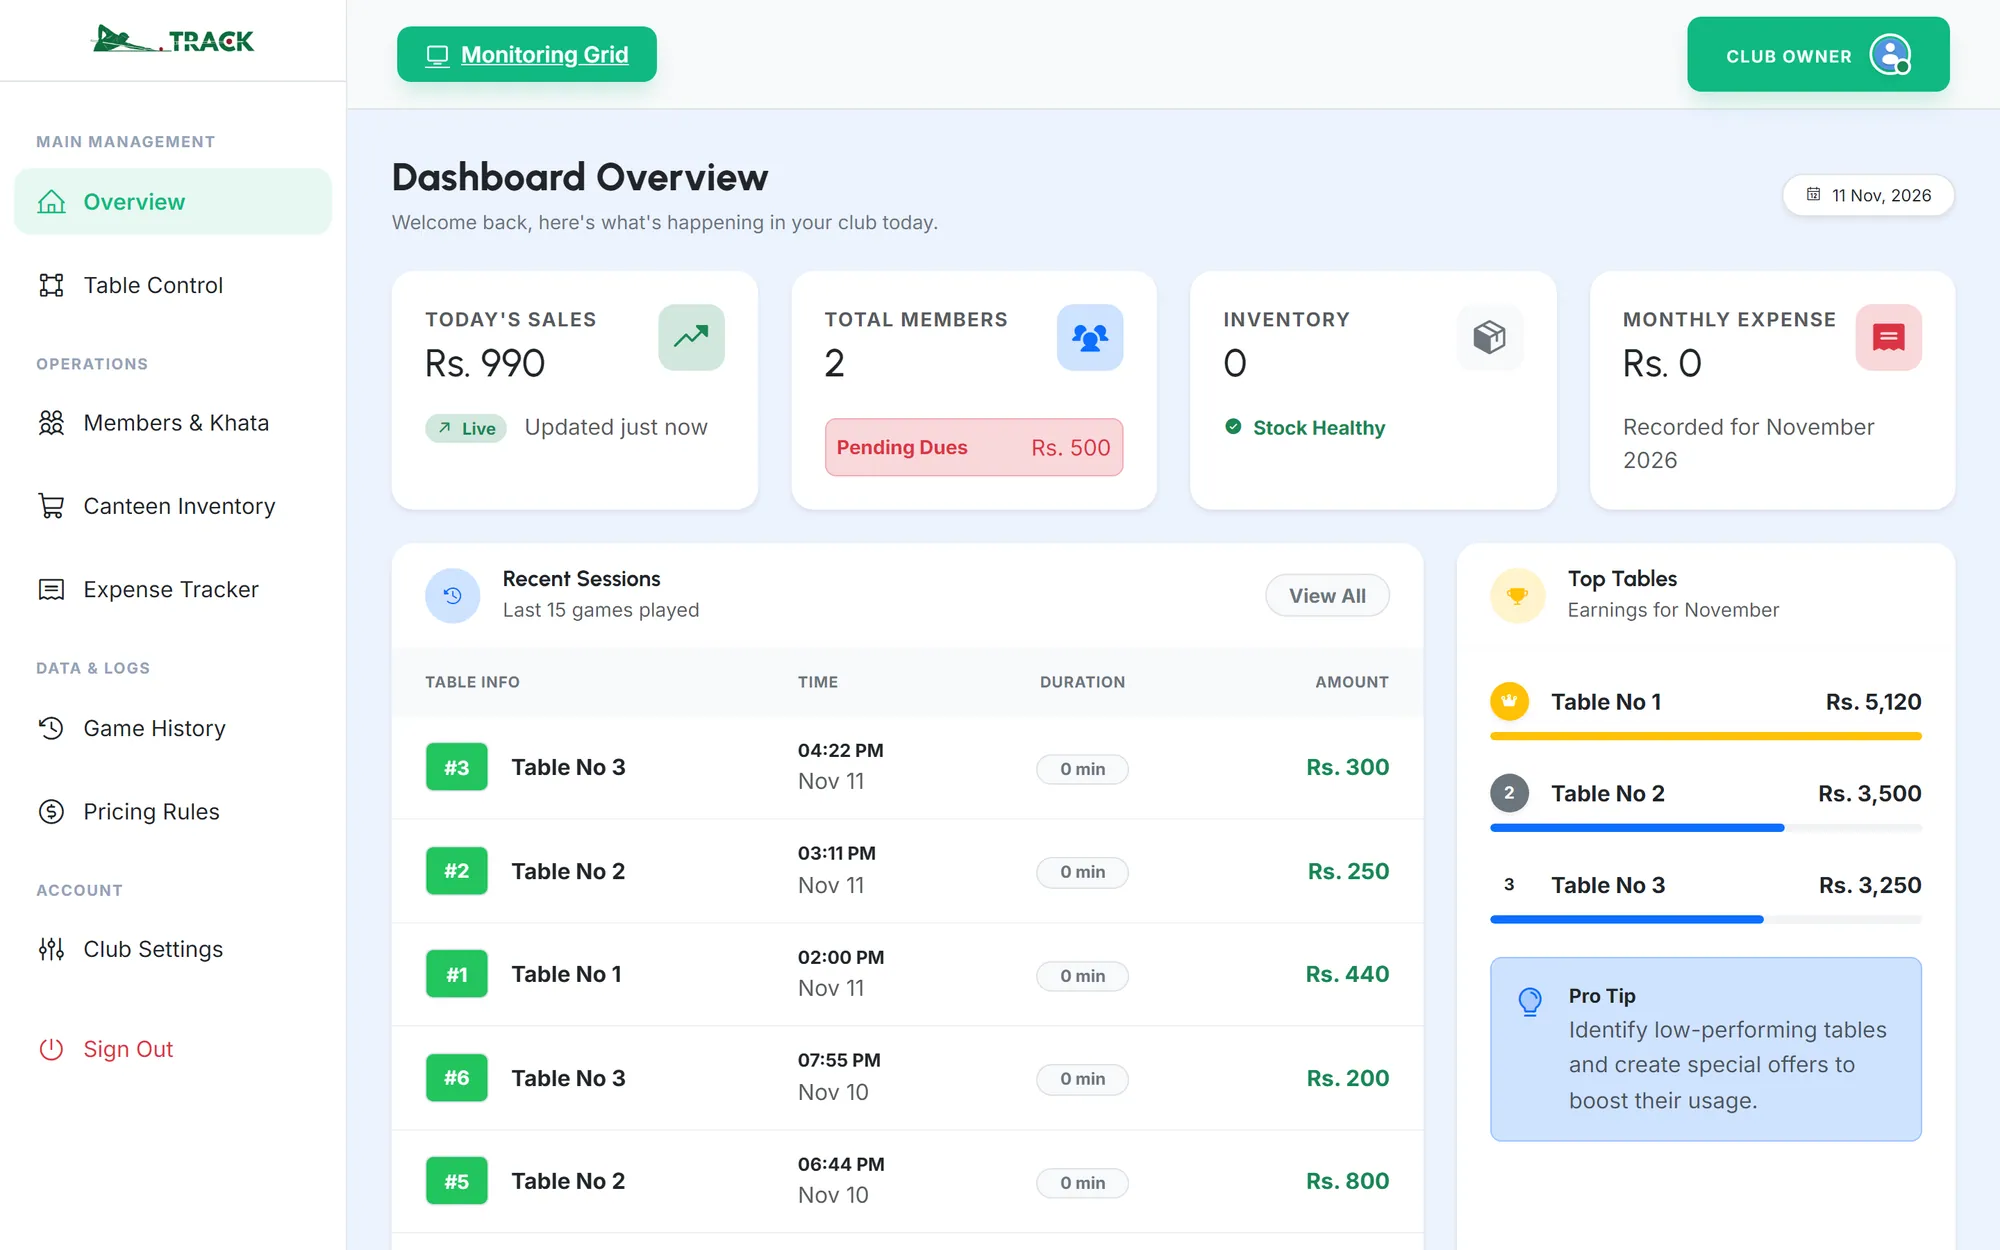 TRACK
MAIN MANAGEMENT
Overview
Table Control
OPERATIONS
Members & Khata
Canteen Inventory
Expense Tracker
DATA & LOGS
Game History
Pricing Rules
ACCOUNT
Club Settings
Sign Out
Monitoring Grid
CLUB OWNER
Dashboard Overview
Welcome back, here's what's happening in your club today.
11 Nov, 2026
TODAY'S SALES
Rs. 990
Live Updated just now
TOTAL MEMBERS
2
Pending Dues Rs. 500
INVENTORY
0
Stock Healthy
MONTHLY EXPENSE
Rs. 0
Recorded for November
2026
Recent Sessions
Last 15 games played
View All
TABLE INFO TIME DURATION AMOUNT
#3 Table No 3 04:22 PM Nov 11 0 min Rs. 300
#2 Table No 2 03:11 PM Nov 11 0 min Rs. 250
#1 Table No 1 02:00 PM Nov 11 0 min Rs. 440
#6 Table No 3 07:55 PM Nov 10 0 min Rs. 200
#5 Table No 2 06:44 PM Nov 10 0 min Rs. 800
Top Tables
Earnings for November
Table No 1 Rs. 5,120
2 Table No 2 Rs. 3,500
3 Table No 3 Rs. 3,250
Pro Tip
Identify low-performing tables
and create special offers to
boost their usage.